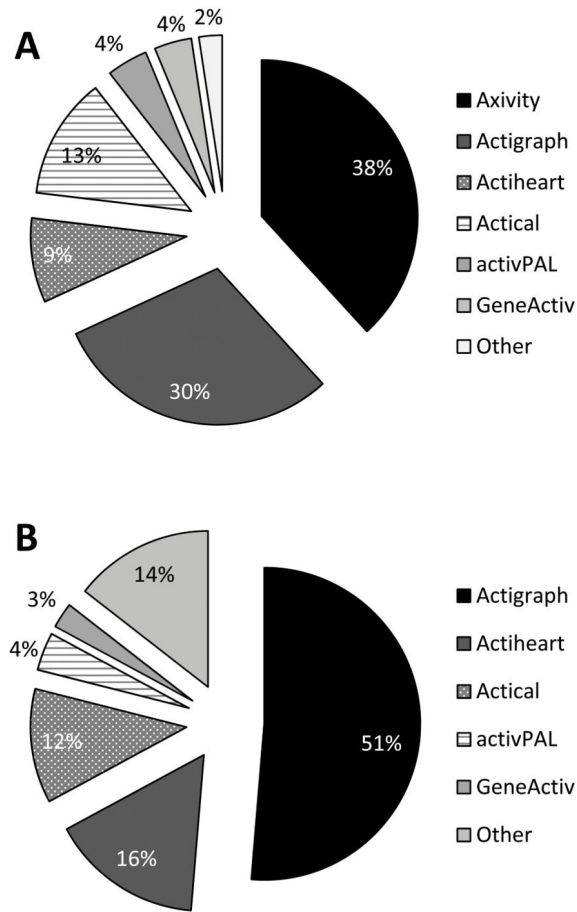 A
2%
4%
4%
13%
9%
30%
38%
Axivity
Actigraph
Actiheart
Actical
activPAL
GeneActiv
Other
B
14%
3%
4%
12%
16%
51%
Actigraph
Actiheart
Actical
activPAL
GeneActiv
Other